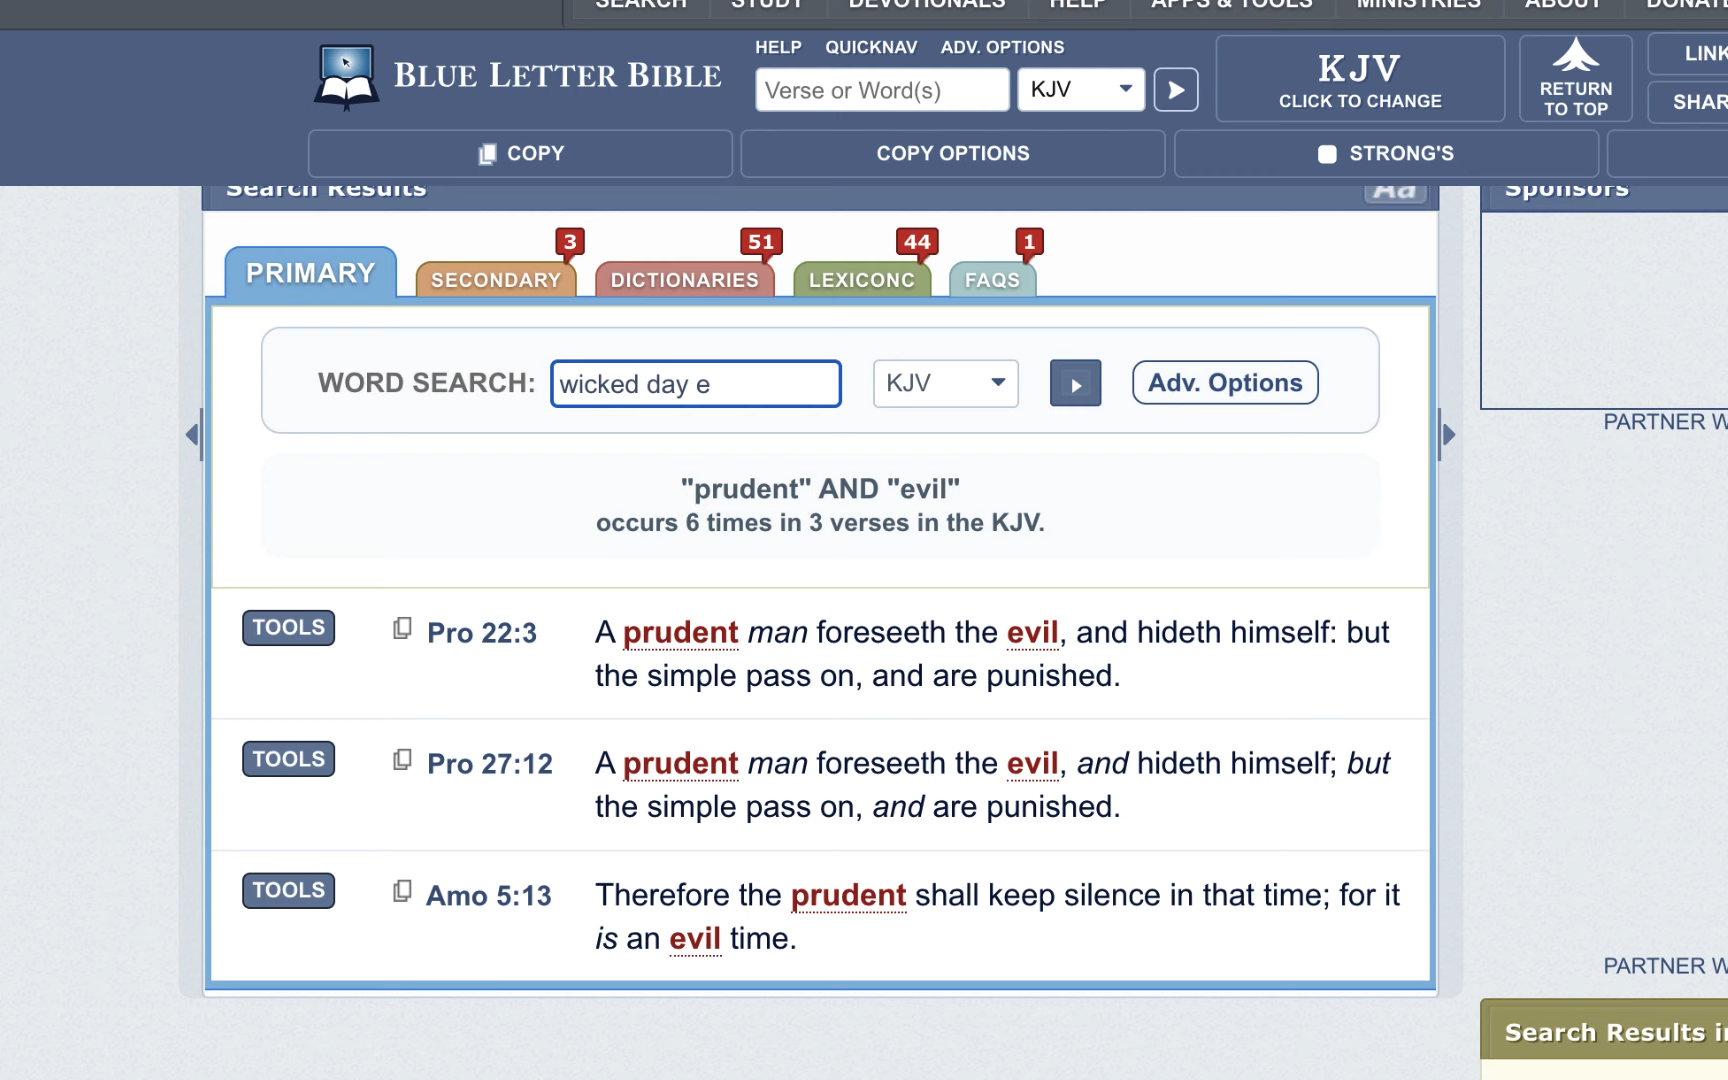 SEARCH STUDY DEVOTIONALS HELP APPS & TOOLS MINISTRIES ABOUT
BLUE LETTER BIBLE
HELP QUICKNAV ADV. OPTIONS
Verse or Word(s) KJV
KJV
CLICK TO CHANGE
RETURN
TO TOP
LINK
COPY COPY OPTIONS STRONG'S
Search Results Aa Sponsors
PRIMARY SECONDARY 3 DICTIONARIES 51 LEXICONC 44 FAQS 1
WORD SEARCH: wicked day e KJV Adv. Options
"prudent" AND "evil"
occurs 6 times in 3 verses in the KJV.
TOOLS Pro 22:3 A prudent man foreseeth the evil, and hideth himself: but
the simple pass on, and are punished.
TOOLS Pro 27:12 A prudent man foreseeth the evil, and hideth himself; but
the simple pass on, and are punished.
TOOLS Amo 5:13 Therefore the prudent shall keep silence in that time; for it
is an evil time.
PARTNER
PARTNER
Search Results